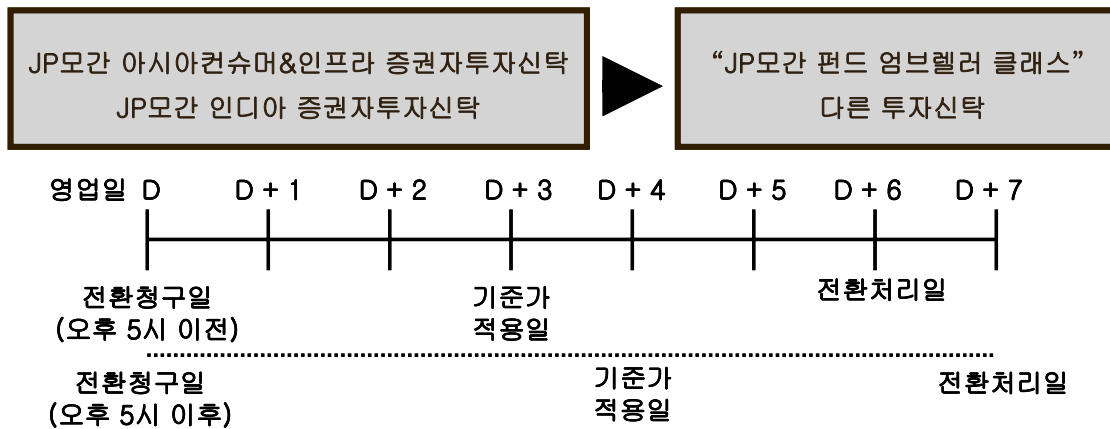 JP모간 아시아컨슈머&인프라 증권자투자신탁
JP모간 인디아 증권자투자신탁
“JP모간 펀드 엄브렐러 클래스”
다른 투자신탁
영업일 D D + 1 D + 2 D + 3 D + 4 D + 5 D + 6 D + 7
전환청구일
(오후 5시 이전)
기준가
적용일
전환처리일
전환청구일
(오후 5시 이후)
기준가
적용일
전환처리일